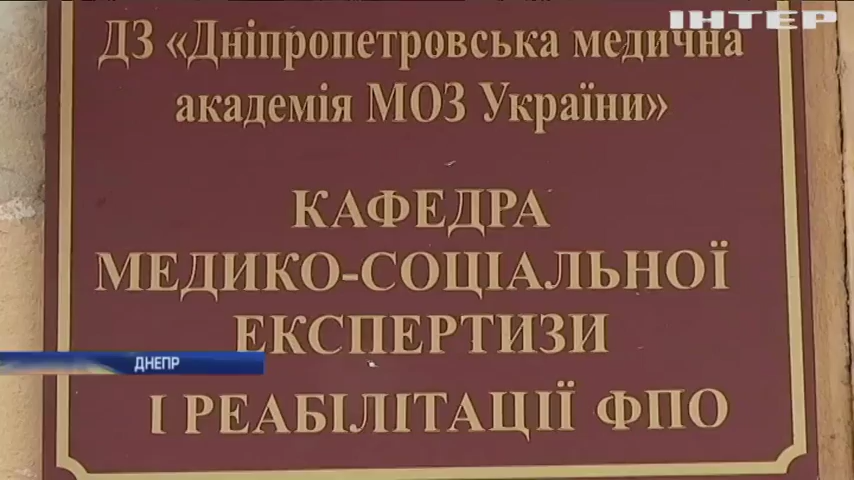 ІНТЕР
ДЗ «Дніпропетровська медична
академія МОЗ України»
КАФЕДРА
МЕДИКО-СОЦІАЛЬНОЇ
ЕКСПЕРТИЗИ
ДНЕПР
І РЕАБІЛІТАЦІЇ ФПО